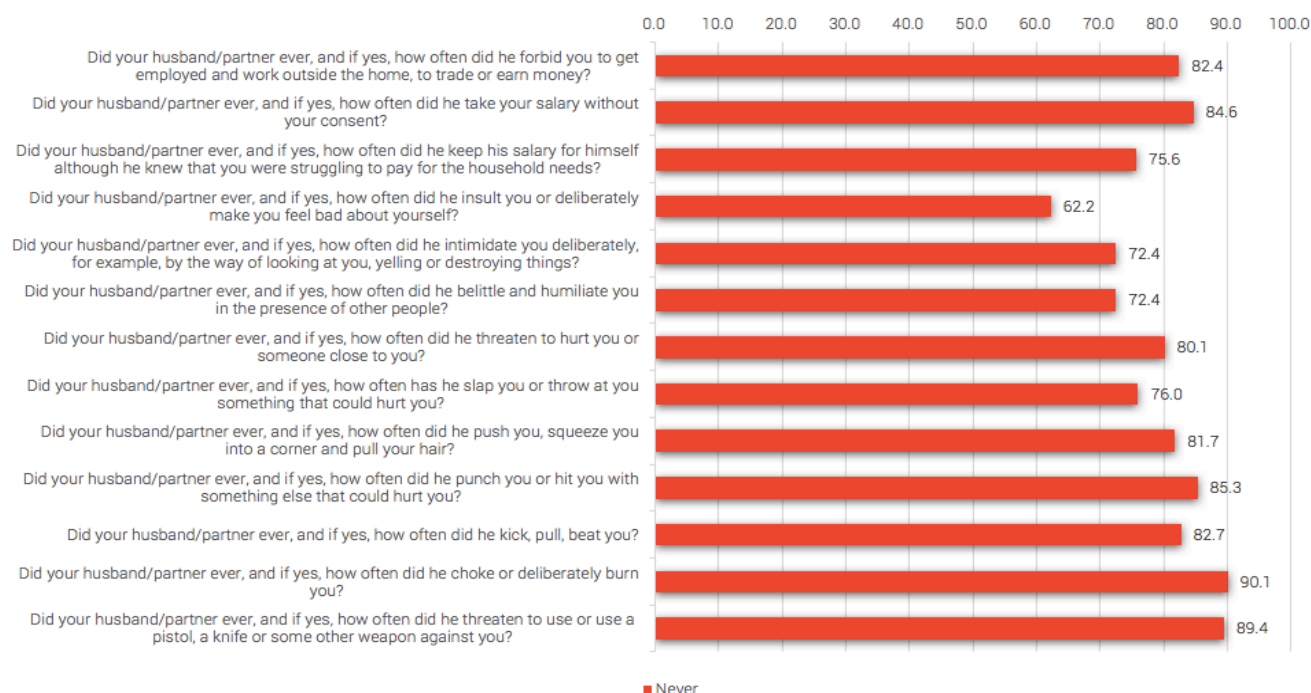 0.0 10.0 20.0 30.0 40.0 50.0 60.0 70.0 80.0 90.0 100.0
Did your husband/partner ever, and if yes, how often did he forbid you to get
employed and work outside the home, to trade or earn money?
82.4
Did your husband/partner ever, and if yes, how often did he take your salary without
your consent?
84.6
Did your husband/partner ever, and if yes, how often did he keep his salary for himself
although he knew that you were struggling to pay for the household needs?
75.6
Did your husband/partner ever, and if yes, how often did he insult you or deliberately
make you feel bad about yourself?
62.2
Did your husband/partner ever, and if yes, how often did he intimidate you deliberately,
for example, by the way of looking at you, yelling or destroying things?
72.4
Did your husband/partner ever, and if yes, how often did he belittle and humiliate you
in the presence of other people?
72.4
Did your husband/partner ever, and if yes, how often did he threaten to hurt you or
someone close to you?
80.1
Did your husband/partner ever, and if yes, how often has he slap you or throw at you
something that could hurt you?
76.0
Did your husband/partner ever, and if yes, how often did he push you, squeeze you
into a corner and pull your hair?
81.7
Did your husband/partner ever, and if yes, how often did he punch you or hit you with
something else that could hurt you?
85.3
Did your husband/partner ever, and if yes, how often did he kick, pull, beat you?
82.7
Did your husband/partner ever, and if yes, how often did he choke or deliberately burn
you?
90.1
Did your husband/partner ever, and if yes, how often did he threaten to use or use a
pistol, a knife or some other weapon against you?
89.4
Never